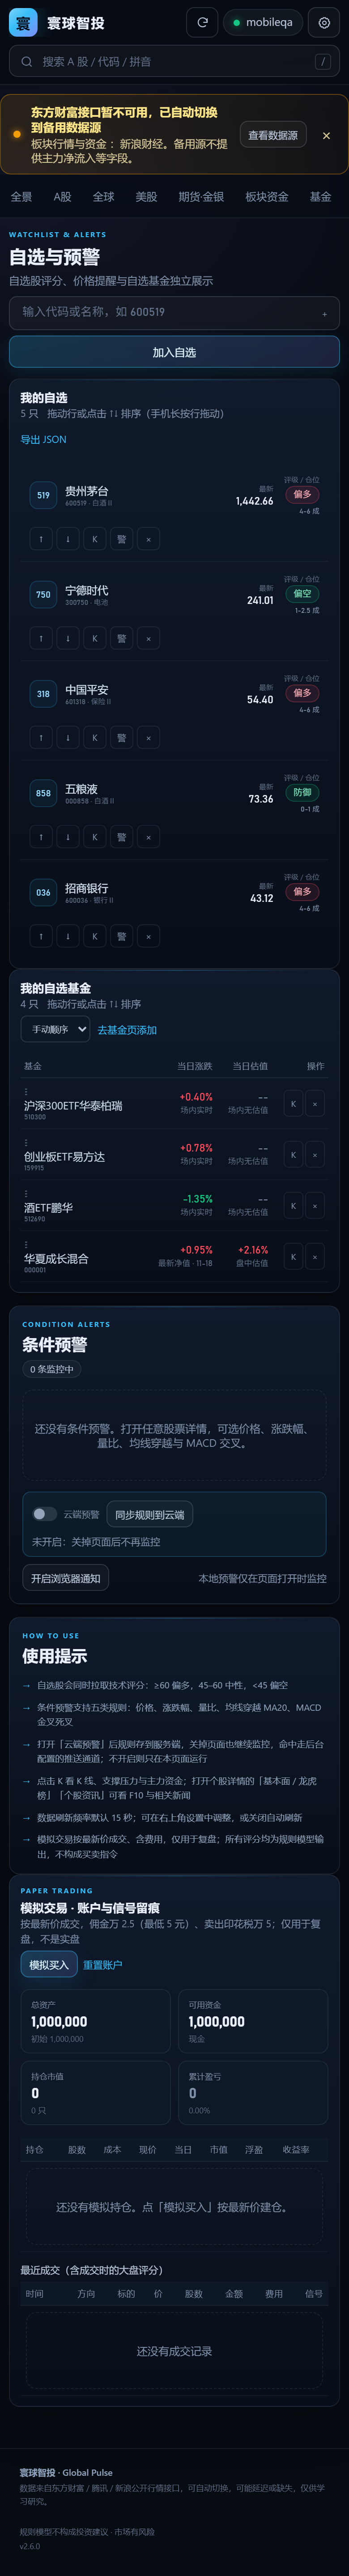 寰
寰球智投
mobileqa
搜索 A 股 / 代码 / 拼音
/
东方财富接口暂不可用，已自动切换
到备用数据源
板块行情与资金 ：新浪财经。备用源不提
供主力净流入等字段。
查看数据源
×
全景 A股 全球 美股 期货·金银 板块资金 基金
WATCHLIST & ALERTS
自选与预警
自选股评分、价格提醒与自选基金独立展示
输入代码或名称，如 600519
+
加入自选
我的自选
5 只 拖动行或点击 ↑↓ 排序（手机长按行拖动）
导出 JSON
519
贵州茅台
600519 · 白酒Ⅱ
最新
1,442.66
评级 / 仓位
偏多
4-6 成
↑ ↓ K 警 ×
750
宁德时代
300750 · 电池
最新
241.01
评级 / 仓位
偏空
1-2.5 成
↑ ↓ K 警 ×
318
中国平安
601318 · 保险Ⅱ
最新
54.40
评级 / 仓位
偏多
4-6 成
↑ ↓ K 警 ×
858
五粮液
000858 · 白酒Ⅱ
最新
73.36
评级 / 仓位
防御
0-1 成
↑ ↓ K 警 ×
036
招商银行
600036 · 银行Ⅱ
最新
43.12
评级 / 仓位
偏多
4-6 成
↑ ↓ K 警 ×
我的自选基金
4 只 拖动行或点击 ↑↓ 排序
手动顺序
去基金页添加
基金 当日涨跌 当日估值 操作
沪深300ETF华泰柏瑞
510300
+0.40%
场内实时
--
场内无估值
K ×
创业板ETF易方达
159915
+0.78%
场内实时
--
场内无估值
K ×
酒ETF鹏华
512690
-1.35%
场内实时
--
场内无估值
K ×
华夏成长混合
000001
+0.95%
最新净值 · 11-18
+2.16%
盘中估值
K ×
CONDITION ALERTS
条件预警
0 条监控中
还没有条件预警。打开任意股票详情，可选价格、涨跌幅、
量比、均线穿越与 MACD 交叉。
云端预警
同步规则到云端
未开启：关掉页面后不再监控
开启浏览器通知
本地预警仅在页面打开时监控
HOW TO USE
使用提示
→ 自选股会同时拉取技术评分：≥60 偏多，45–60 中性，<45 偏空
→ 条件预警支持五类规则：价格、涨跌幅、量比、均线穿越 MA20、MACD
金叉死叉
→ 打开「云端预警」后规则存到服务端，关掉页面也继续监控，命中走后台
配置的推送通道；不开启则只在本页面运行
→ 点击 K 看 K 线、支撑压力与主力资金；打开个股详情的「基本面 / 龙虎
榜」「个股资讯」可看 F10 与相关新闻
→ 数据刷新频率默认 15 秒；可在右上角设置中调整，或关闭自动刷新
→ 模拟交易按最新价成交、含费用，仅用于复盘；所有评分均为规则模型输
出，不构成买卖指令
PAPER TRADING
模拟交易 · 账户与信号留痕
按最新价成交，佣金万 2.5（最低 5 元）、卖出印花税万 5；仅用于复
盘，不是实盘
模拟买入
重置账户
总资产
1,000,000
初始 1,000,000
可用资金
1,000,000
现金
持仓市值
0
0 只
累计盈亏
0
0.00%
持仓 股数 成本 现价 当日 市值 浮盈 收益率
还没有模拟持仓。点「模拟买入」按最新价建仓。
最近成交（含成交时的大盘评分）
时间 方向 标的 价 股数 金额 费用 信号
还没有成交记录
寰球智投 · Global Pulse
数据来自东方财富 / 腾讯 / 新浪公开行情接口，可自动切换，可能延迟或缺失，仅供学
习研究。
规则模型不构成投资建议 · 市场有风险
v2.6.0